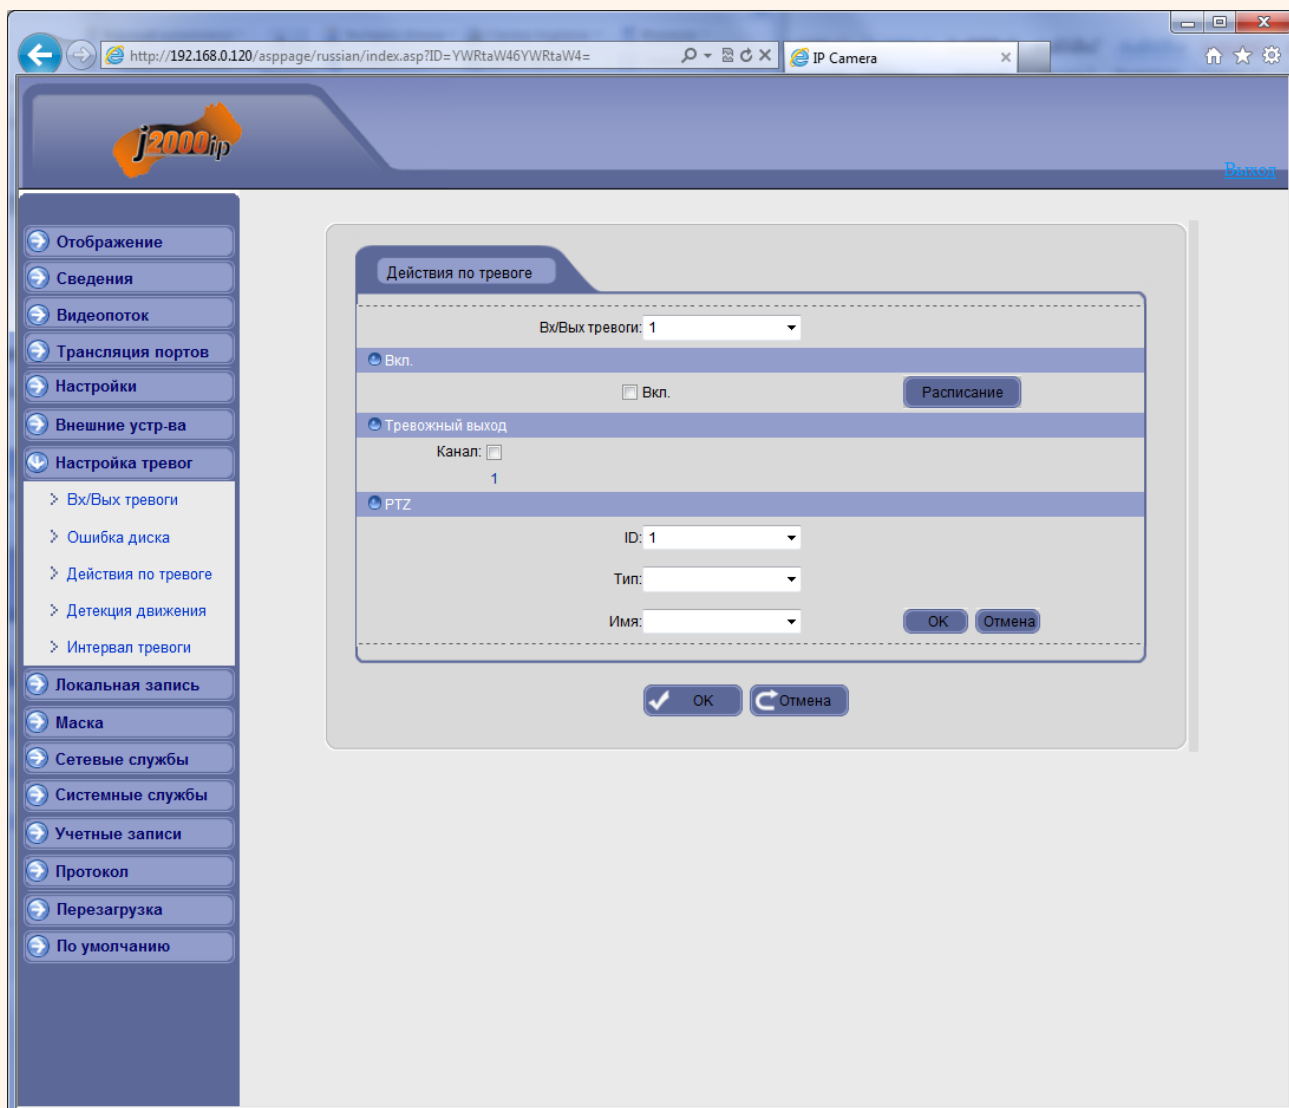 http://192.168.0.120/asppage/russian/index.asp?ID=YWRtaW46YWRtaW4=
IP Camera
j2000ip
Выход
Отображение
Сведения
Видеопоток
Трансляция портов
Настройки
Внешние устр-ва
Настройка тревог
Вх/Вых тревоги
Ошибка диска
Действия по тревоге
Детекция движения
Интервал тревоги
Локальная запись
Маска
Сетевые службы
Системные службы
Учетные записи
Протокол
Перезагрузка
По умолчанию
Действия по тревоге
Вх/Вых тревоги: 1
Вкл.
Вкл. Расписание
Тревожный выход
Канал:
1
PTZ
ID: 1
Тип:
Имя: OK Отмена
OK Отмена